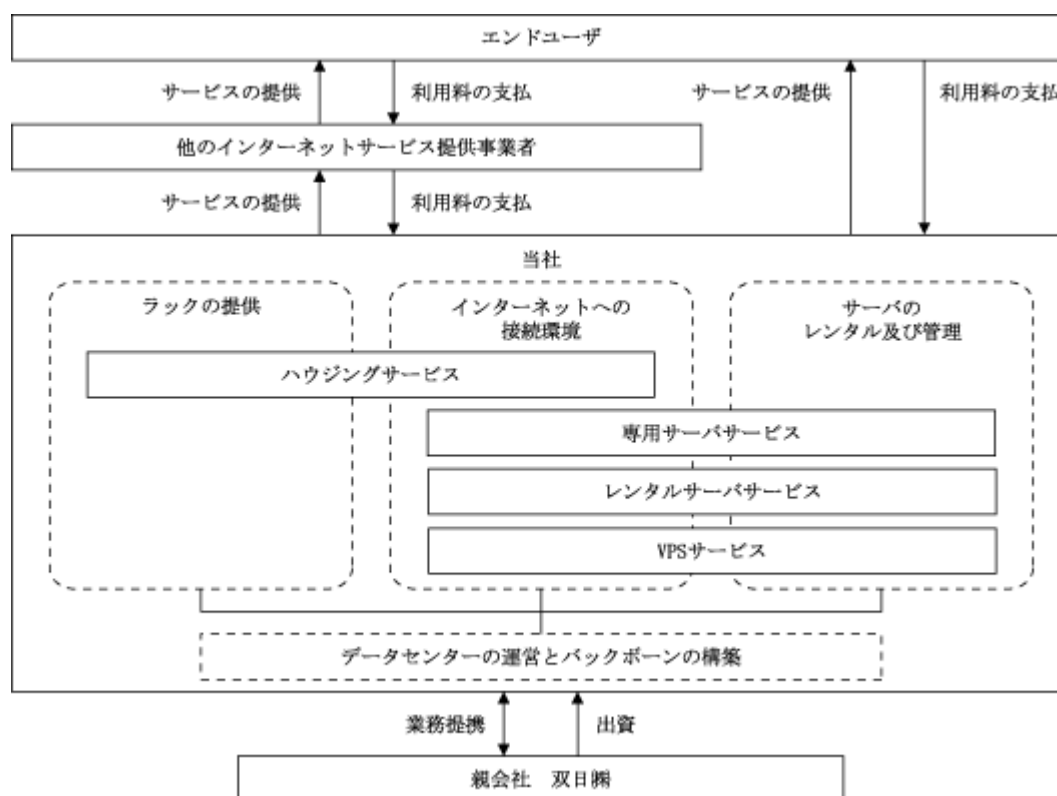 エンドユーザ
サービスの提供
利用料の支払
サービスの提供
利用料の支払
他のインターネットサービス提供事業者
サービスの提供
利用料の支払
当社
ラックの提供
インターネットへの
接続環境
サーバの
レンタル及び管理
ハウジングサービス
専用サーバサービス
レンタルサーバサービス
VPSサービス
データセンターの運営とバックボーンの構築
業務提携
出資
親会社 双日㈱